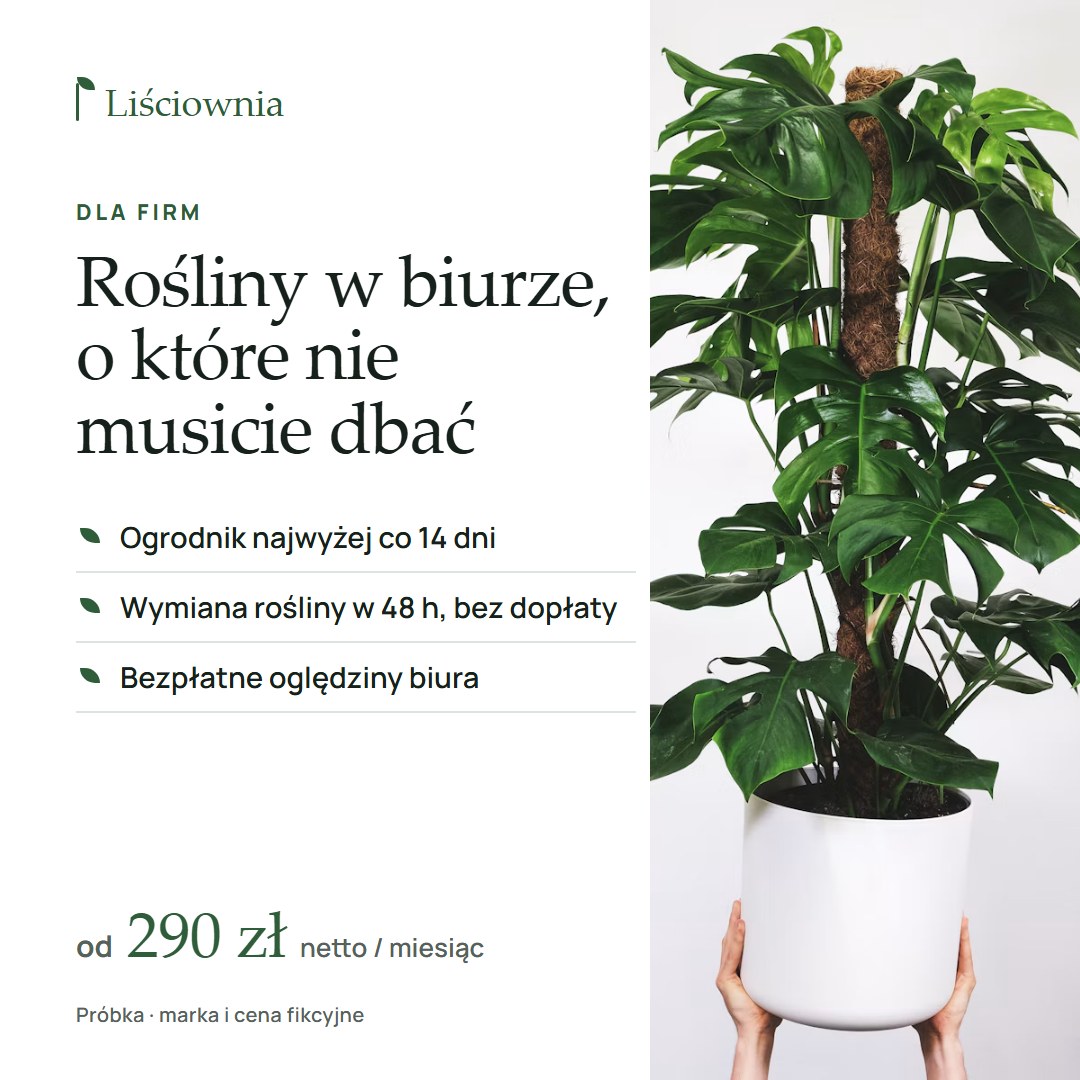 Liściownia
DLA FIRM
Rośliny w biurze,
o które nie
musicie dbać
Ogrodnik najwyżej co 14 dni
Wymiana rośliny w 48 h, bez dopłaty
Bezpłatne oględziny biura
od 290 zł netto / miesiąc
Próbka · marka i cena fikcyjne